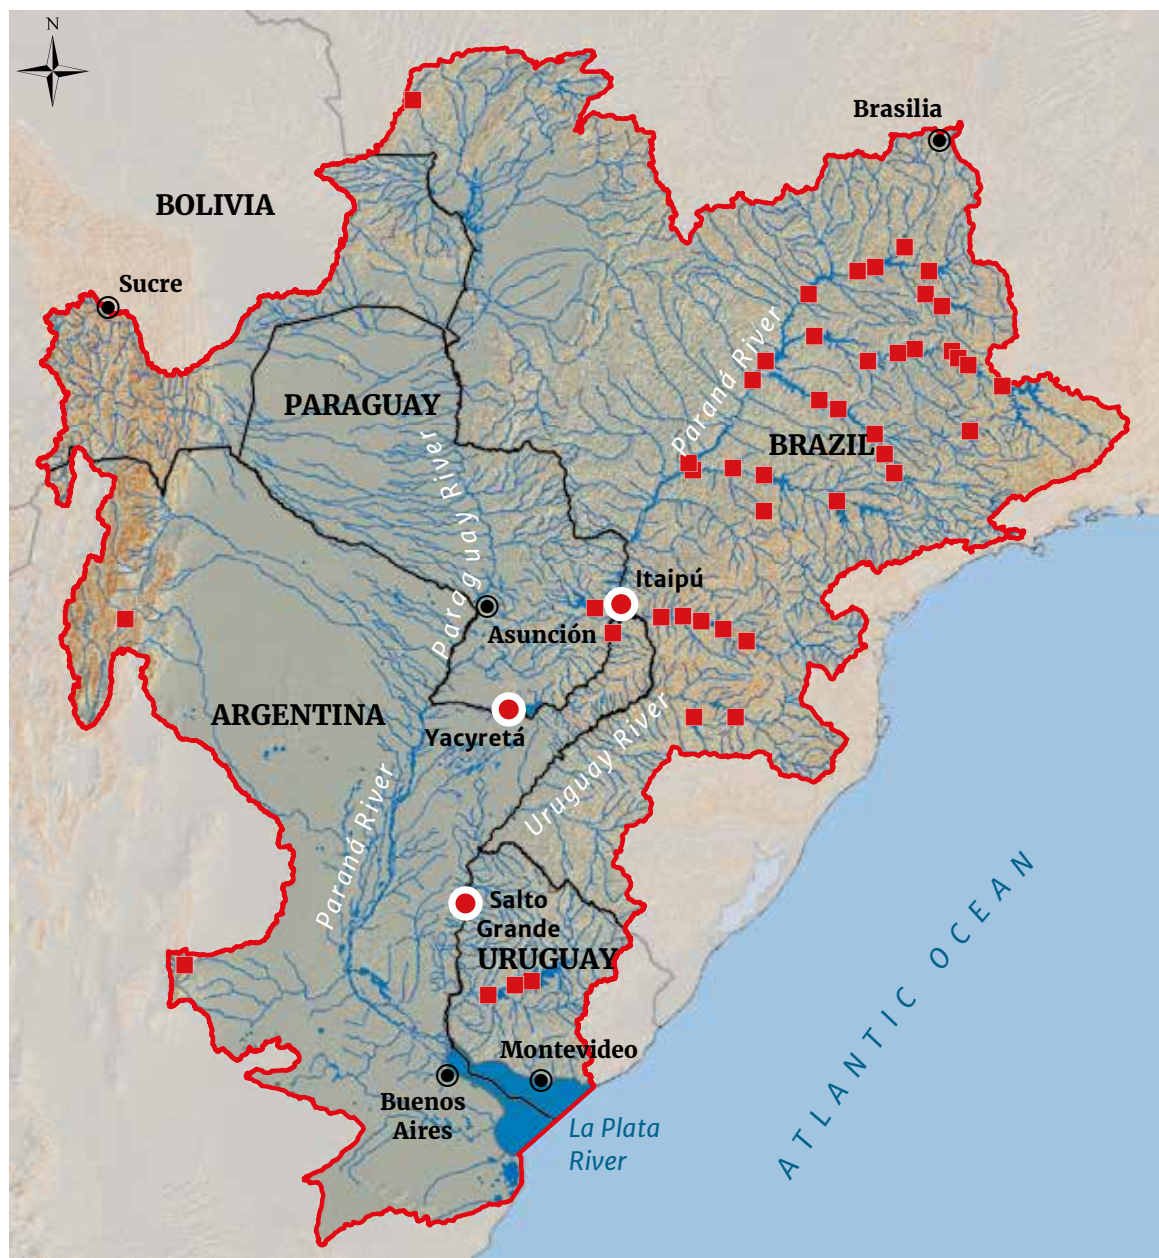 N
Brasilia
BOLIVIA
Sucre
Paraná River
PARAGUAY
BRAZIL
Paraguay River
Itaipú
Asunción
ARGENTINA
Yacyretá
Uruguay River
Paraná River
Salto
Grande
URUGUAY
ATLANTIC OCEAN
Montevideo
Buenos
Aires
La Plata
River